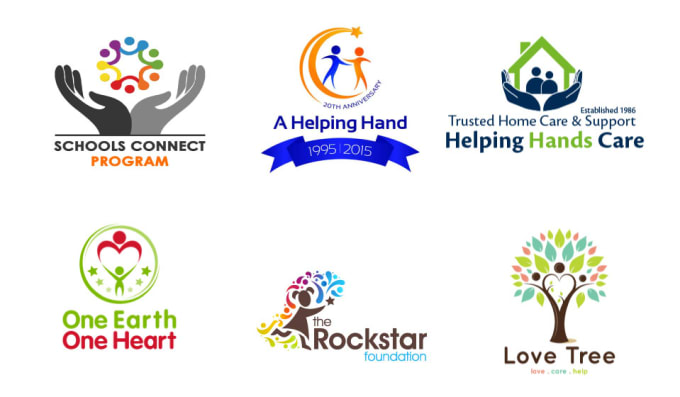 SCHOOLS CONNECT
PROGRAM
20TH ANNIVERSARY
A Helping Hand
1995 | 2015
Established 1986
Trusted Home Care & Support
Helping Hands Care
One Earth
One Heart
the
Rockstar
foundation
Love Tree
love . care . help